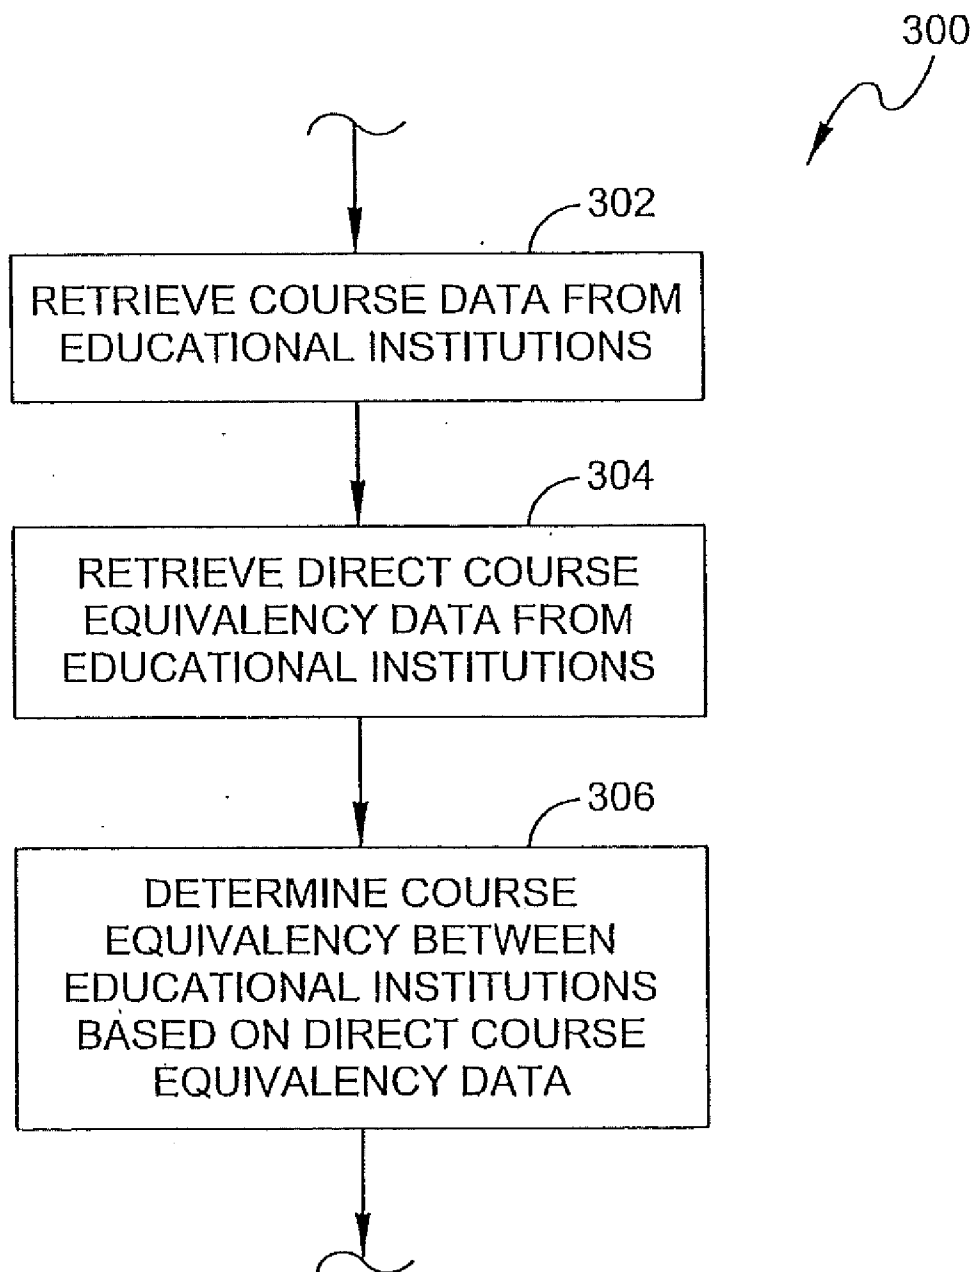 300
302
RETRIEVE COURSE DATA FROM
EDUCATIONAL INSTITUTIONS
304
RETRIEVE DIRECT COURSE
EQUIVALENCY DATA FROM
EDUCATIONAL INSTITUTIONS
306
DETERMINE COURSE
EQUIVALENCY BETWEEN
EDUCATIONAL INSTITUTIONS
BASED ON DIRECT COURSE
EQUIVALENCY DATA